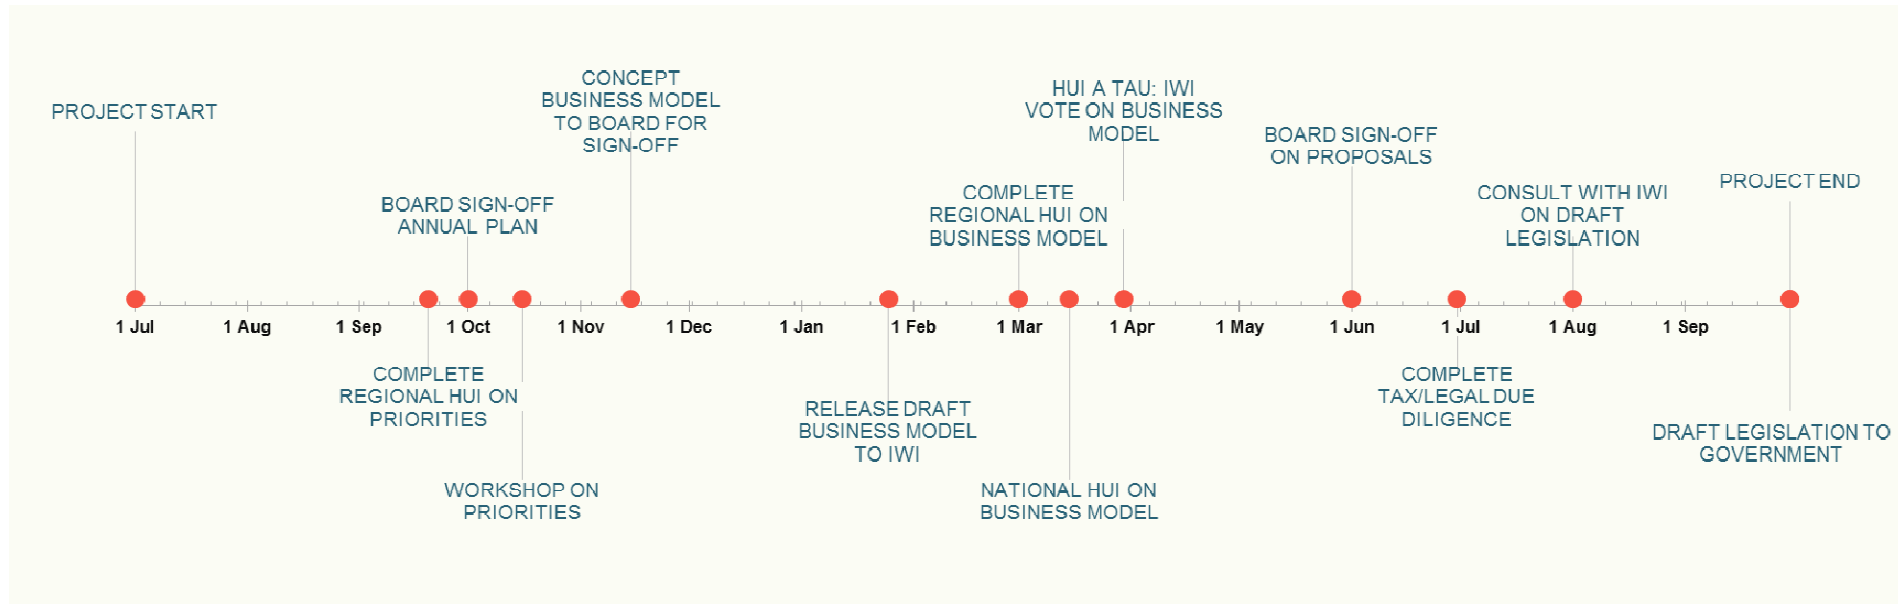 PROJECT START
BOARD SIGN-OFF
ANNUAL PLAN
CONCEPT
BUSINESS MODEL
TO BOARD FOR
SIGN-OFF
COMPLETE
REGIONAL HUI ON
BUSINESS MODEL
HUI A TAU: IWI
VOTE ON BUSINESS
MODEL
BOARD SIGN-OFF
ON PROPOSALS
CONSULT WITH IWI
ON DRAFT
LEGISLATION
PROJECT END
1 Jul 1 Aug 1 Sep 1 Oct 1 Nov 1 Dec 1 Jan 1 Feb 1 Mar 1 Apr 1 May 1 Jun 1 Jul 1 Aug 1 Sep
COMPLETE
REGIONAL HUI ON
PRIORITIES
WORKSHOP ON
PRIORITIES
RELEASE DRAFT
BUSINESS MODEL
TO IWI
NATIONAL HUI ON
BUSINESS MODEL
COMPLETE
TAX/LEGAL DUE
DILIGENCE
DRAFT LEGISLATION TO
GOVERNMENT